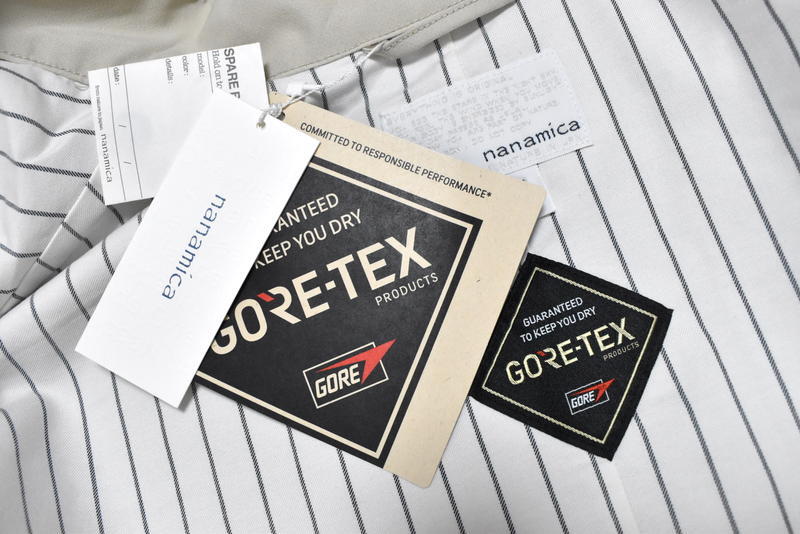 SPARE
Hold on to
model:
color:
details:
date: / /
nanamica
nanamica
COMMITTED TO RESPONSIBLE PERFORMANCE*
KEEP YOU DRY
GORE-TEX
PRODUCTS
GORE
nanamica
GUARANTEED
TO KEEP YOU DRY
GORE-TEX
PRODUCTS
GORE